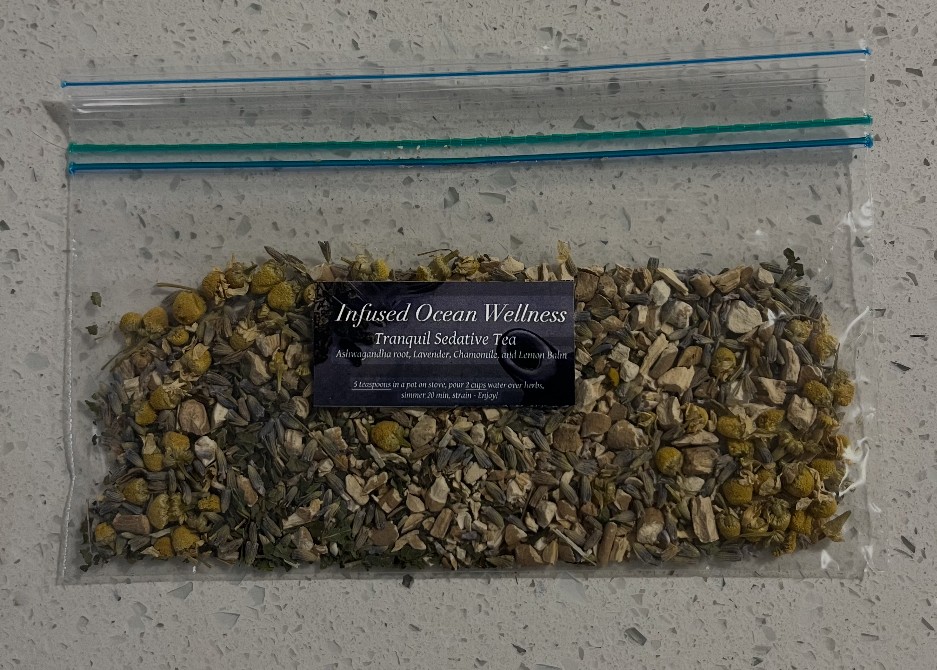 Infused Ocean Wellness
Tranquil Sedative Tea
Ashwagandha root, Lavender, Chamomile, and Lemon Balm
5 teaspoons in a pot on stove, pour 2 cups water over herbs,
simmer 20 min, strain - Enjoy!